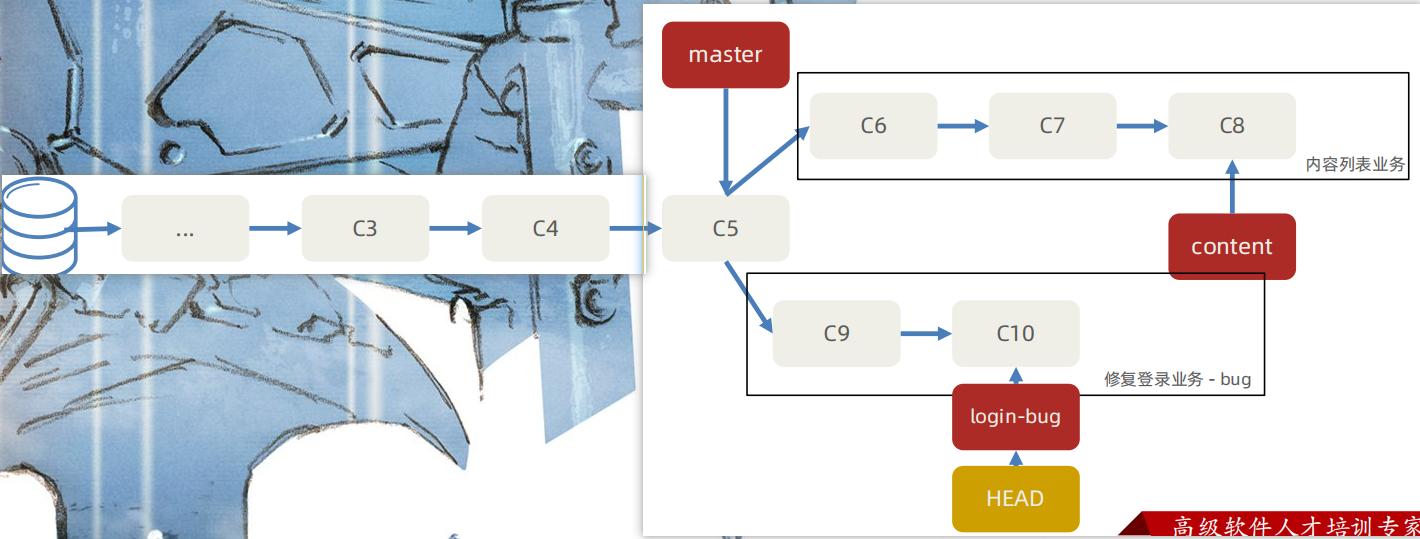 master
C6
C7
C8
内容列表业务
...
C3
C4
C5
content
C9
C10
修复登录业务 - bug
login-bug
HEAD
高级软件人才培训专家